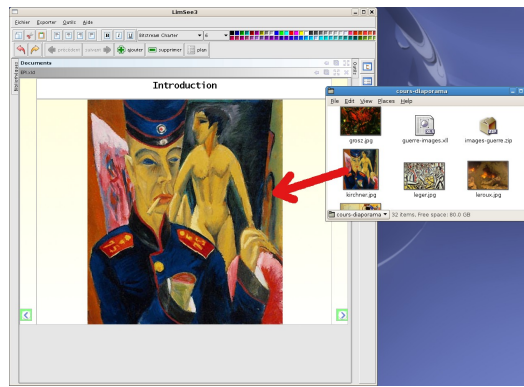 LimSee3
Fichier Exporter Outils Aide
Bitstream Charter 6
précédent suivant ajouter supprimer plan
Documents
Introduction
cours-diaporama
File Edit View Places Help
grosz.jpg guerre-images.xll images-guerre.zip
kirchner.jpg leger.jpg leroux.jpg
cours-diaporama 32 items, Free space: 80.0 GB